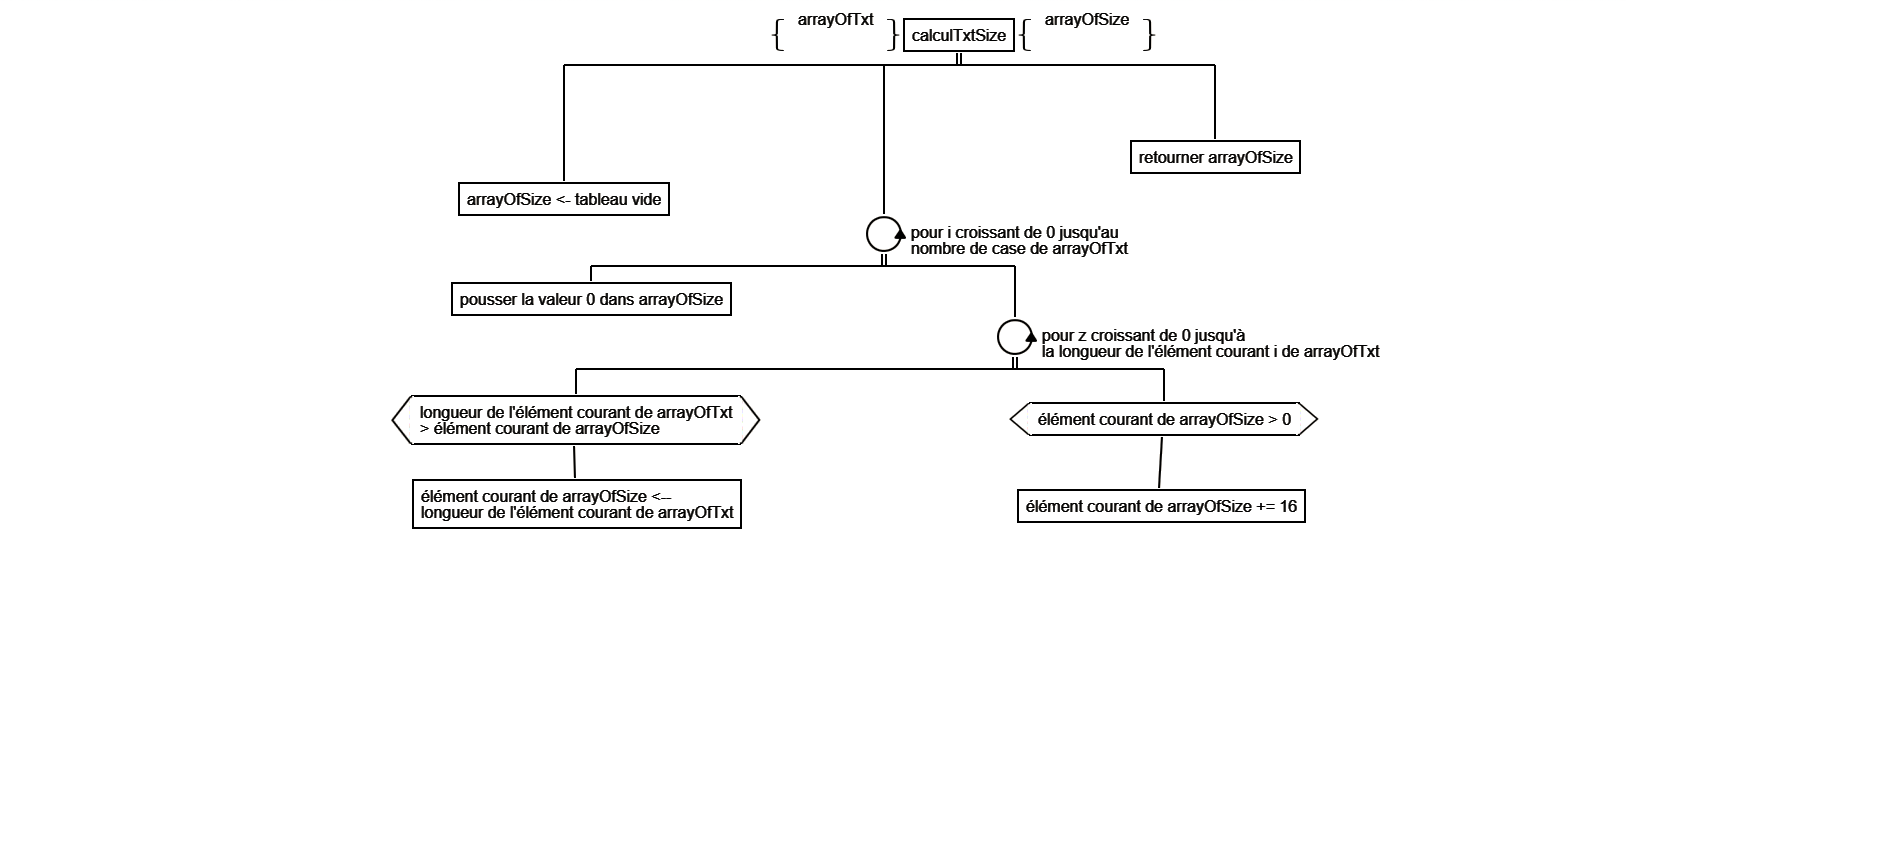 arrayOfTxt
calculTxtSize
arrayOfSize
retourner arrayOfSize
arrayOfSize <- tableau vide
pour i croissant de 0 jusqu'au
nombre de case de arrayOfTxt
pousser la valeur 0 dans arrayOfSize
pour z croissant de 0 jusqu'à
la longueur de l'élément courant i de arrayOfTxt
longueur de l'élément courant de arrayOfTxt
> élément courant de arrayOfSize
élément courant de arrayOfSize > 0
élément courant de arrayOfSize <--
longueur de l'élément courant de arrayOfTxt
élément courant de arrayOfSize += 16